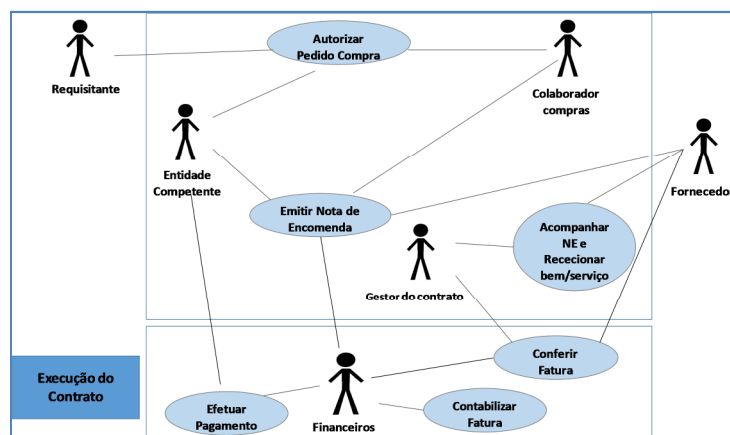 Autorizar
Pedido Compra
Requisitante
Colaborador
compras
Entidade
Competente
Fornecedor
Emitir Nota de
Encomenda
Acompanhar
NE e
Rececionar
bem/serviço
Gestor do contrato
Conferir
Fatura
Execução do
Contrato
Efetuar
Pagamento
Financeiros
Contabilizar
Fatura